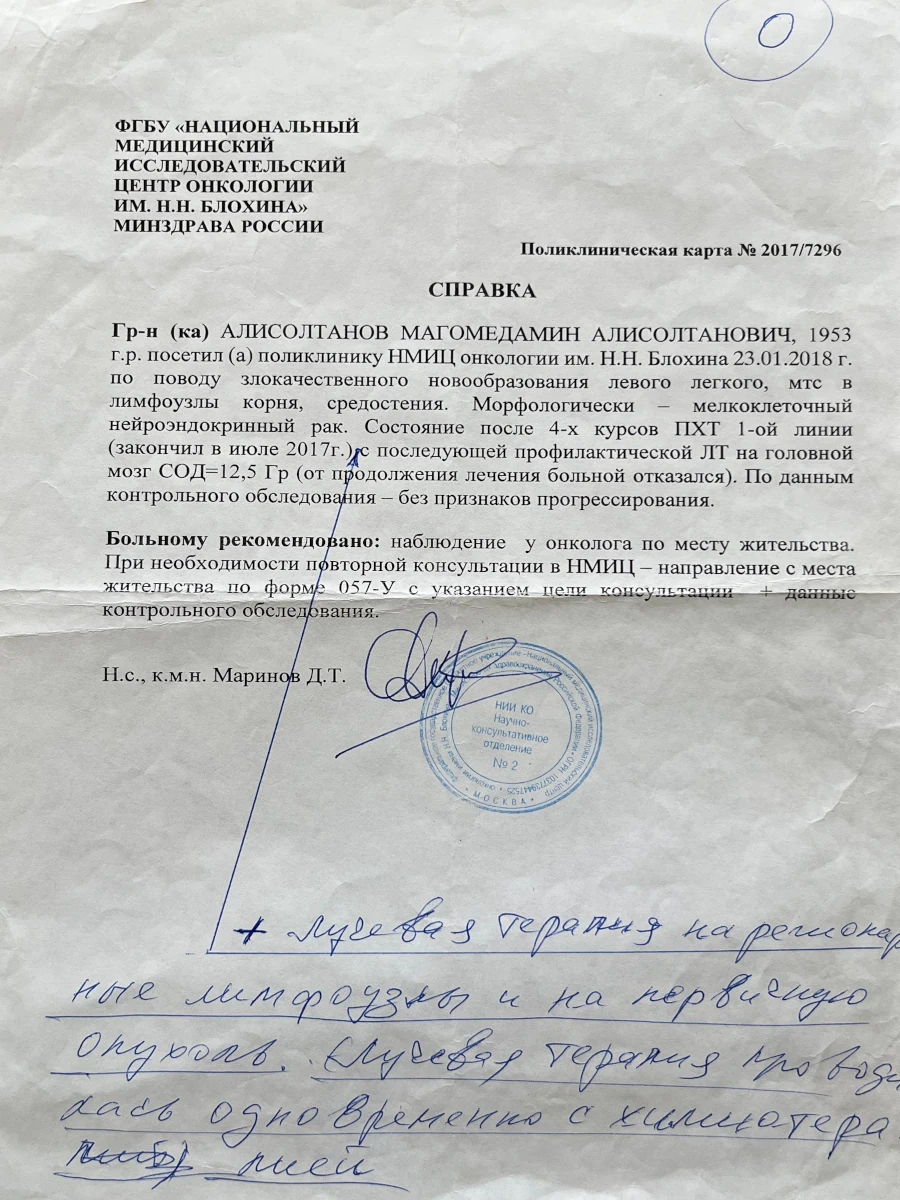 О
ФГБУ «НАЦИОНАЛЬНЫЙ
МЕДИЦИНСКИЙ
ИССЛЕДОВАТЕЛЬСКИЙ
ЦЕНТР ОНКОЛОГИИ
ИМ. Н.Н. БЛОХИНА»
МИНЗДРАВА РОССИИ
Поликлиническая карта № 2017/7296
СПРАВКА
Гр-н (ка) АЛИСОЛТАНОВ МАГОМЕДАМИН АЛИСОЛТАНОВИЧ, 1953
г.р. посетил (а) поликлинику НМИЦ онкологии им. Н.Н. Блохина 23.01.2018 г.
по поводу злокачественного новообразования левого легкого, мтс в
лимфоузлы корня, средостения. Морфологически – мелкоклеточный
нейроэндокринный рак. Состояние после 4-х курсов ПХТ 1-ой линии
(закончил в июле 2017г.) с последующей профилактической ЛТ на головной
мозг СОД=12,5 Гр (от продолжения лечения больной отказался). По данным
контрольного обследования – без признаков прогрессирования.
Больному рекомендовано: наблюдение у онколога по месту жительства.
При необходимости повторной консультации в НМИЦ – направление с места
жительства по форме 057-У с указанием цели консультации + данные
контрольного обследования.
Н.с., к.м.н. Маринов Д.Т.
НИИ КО
Научно-
консультативное
отделение
№ 2
• МОСКВА •
+ лучевая терапия на регионар
ные лимфоузлы и на первичную
опухоль. Лучевая терапия проводи
лась одновременно с химиотера
пией